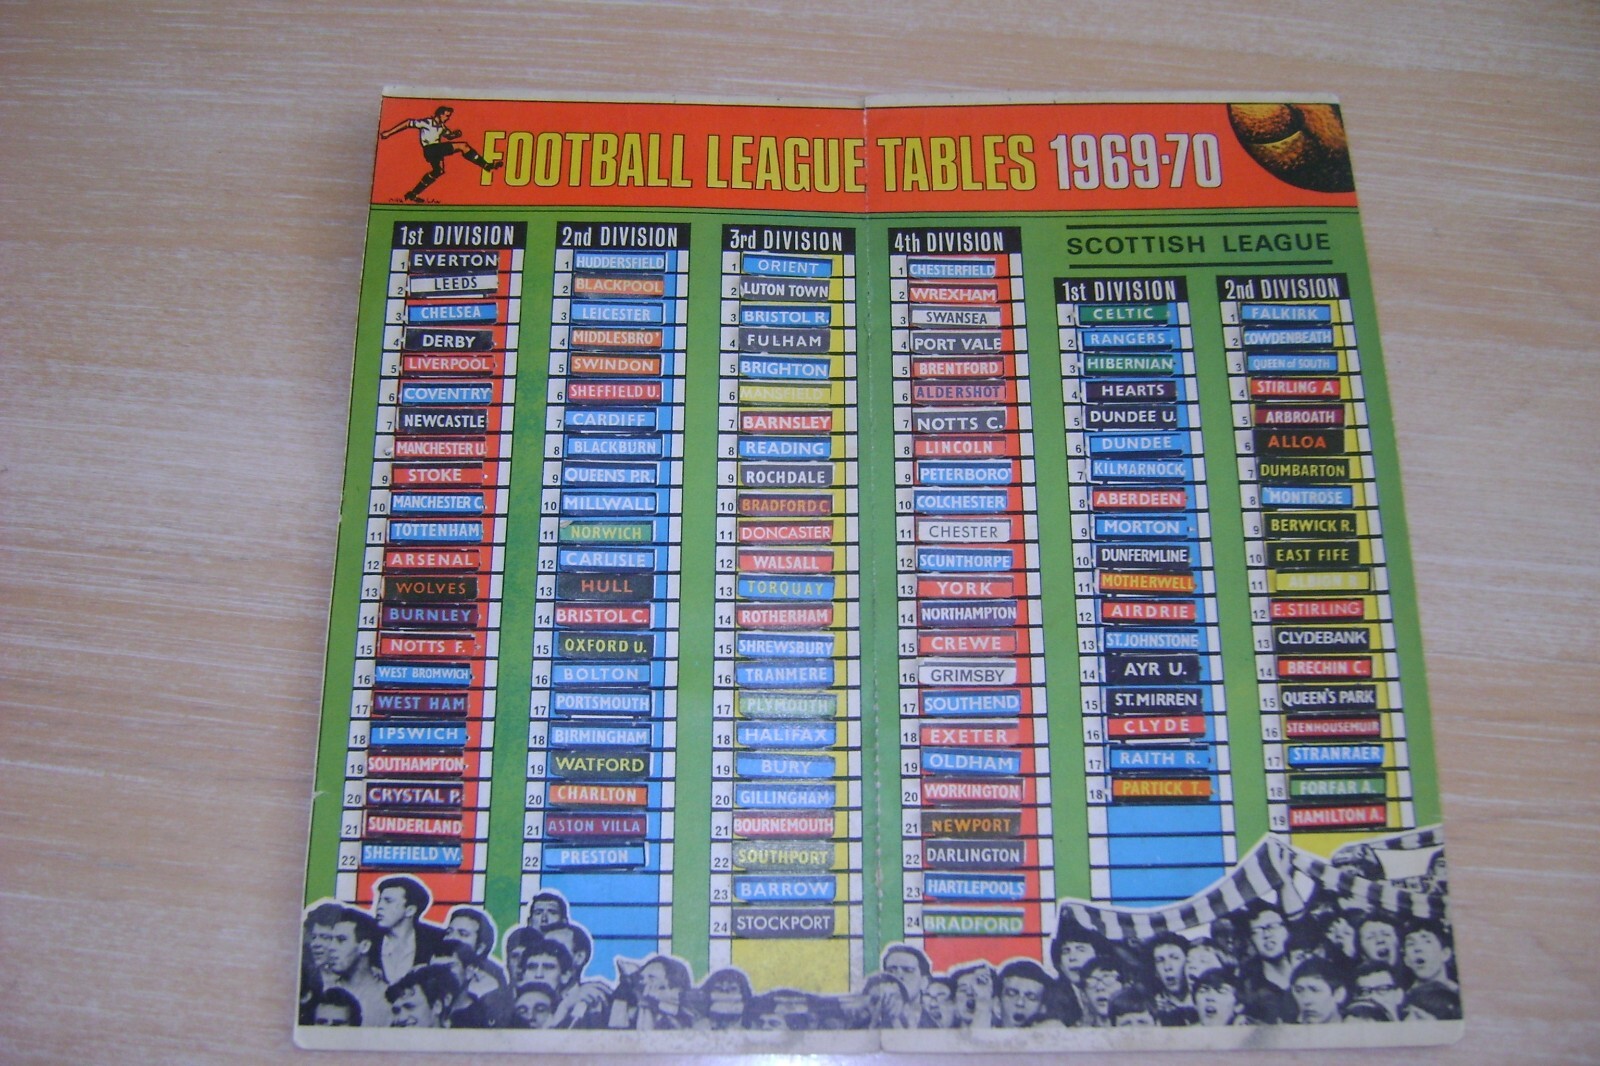 FOOTBALL LEAGUE TABLES 1969-70
1st DIVISION
1 EVERTON
2 LEEDS
3 CHELSEA
4 DERBY
5 LIVERPOOL
6 COVENTRY
7 NEWCASTLE
8 MANCHESTER U.
9 STOKE
10 MANCHESTER C.
11 TOTTENHAM
12 ARSENAL
13 WOLVES
14 BURNLEY
15 NOTTS F.
16 WEST BROMWICH
17 WEST HAM
18 IPSWICH
19 SOUTHAMPTON
20 CRYSTAL P.
21 SUNDERLAND
22 SHEFFIELD W.
2nd DIVISION
1 HUDDERSFIELD
2 BLACKPOOL
3 LEICESTER
4 MIDDLESBRO'
5 SWINDON
6 SHEFFIELD U.
7 CARDIFF
8 BLACKBURN
9 QUEENS P.R.
10 MILLWALL
11 NORWICH
12 CARLISLE
13 HULL
14 BRISTOL C.
15 OXFORD U.
16 BOLTON
17 PORTSMOUTH
18 BIRMINGHAM
19 WATFORD
20 CHARLTON
21 ASTON VILLA
22 PRESTON
3rd DIVISION
1 ORIENT
2 LUTON TOWN
3 BRISTOL R.
4 FULHAM
5 BRIGHTON
6 MANSFIELD
7 BARNSLEY
8 READING
9 ROCHDALE
10 BRADFORD C.
11 DONCASTER
12 WALSALL
13 TORQUAY
14 ROTHERHAM
15 SHREWSBURY
16 TRANMERE
17 PLYMOUTH
18 HALIFAX
19 BURY
20 GILLINGHAM
21 BOURNEMOUTH
22 SOUTHPORT
23 BARROW
24 STOCKPORT
4th DIVISION
1 CHESTERFIELD
2 WREXHAM
3 SWANSEA
4 PORT VALE
5 BRENTFORD
6 ALDERSHOT
7 NOTTS C.
8 LINCOLN
9 PETERBORO'
10 COLCHESTER
11 CHESTER
12 SCUNTHORPE
13 YORK
14 NORTHAMPTON
15 CREWE
16 GRIMSBY
17 SOUTHEND
18 EXETER
19 OLDHAM
20 WORKINGTON
21 NEWPORT
22 DARLINGTON
23 HARTLEPOOLS
24 BRADFORD
SCOTTISH LEAGUE
1st DIVISION
1 CELTIC
2 RANGERS
3 HIBERNIAN
4 HEARTS
5 DUNDEE U.
6 DUNDEE
7 KILMARNOCK
8 ABERDEEN
9 MORTON
10 DUNFERMLINE
11 MOTHERWELL
12 AIRDRIE
13 ST. JOHNSTONE
14 AYR U.
15 ST. MIRREN
16 CLYDE
17 RAITH R.
18 PARTICK T.
2nd DIVISION
1 FALKIRK
2 COWDENBEATH
3 QUEEN of SOUTH
4 STIRLING A
5 ARBROATH
6 ALLOA
7 DUMBARTON
8 MONTROSE
9 BERWICK R.
10 EAST FIFE
11 ALBION R
12 E. STIRLING
13 CLYDEBANK
14 BRECHIN C.
15 QUEEN'S PARK
16 STENHOUSEMUIR
17 STRANRAER
18 FORFAR A.
19 HAMILTON A.